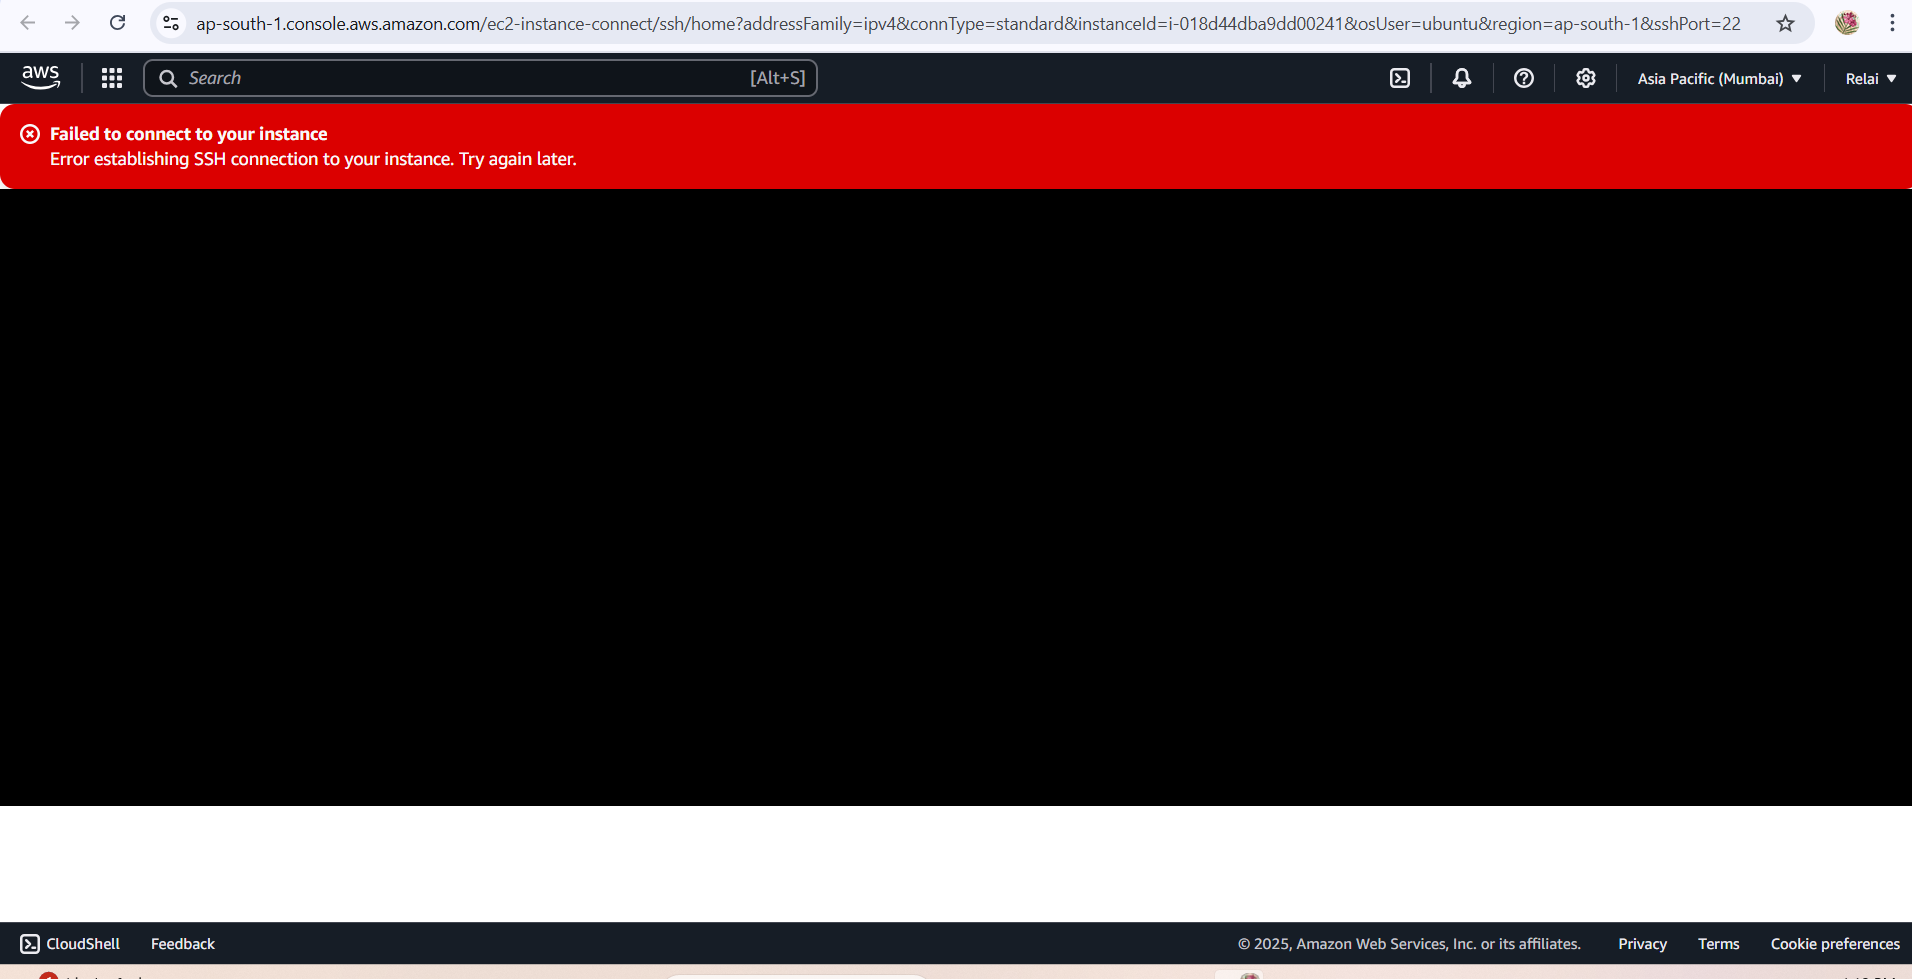 ap-south-1.console.aws.amazon.com/ec2-instance-connect/ssh/home?addressFamily=ipv4&connType=standard&instanceId=i-018d44dba9dd00241&osUser=ubuntu&region=ap-south-1&sshPort=22
aws
Search
[Alt+S]
Asia Pacific (Mumbai)
Relai
Failed to connect to your instance
Error establishing SSH connection to your instance. Try again later.
CloudShell
Feedback
© 2025, Amazon Web Services, Inc. or its affiliates.
Privacy
Terms
Cookie preferences